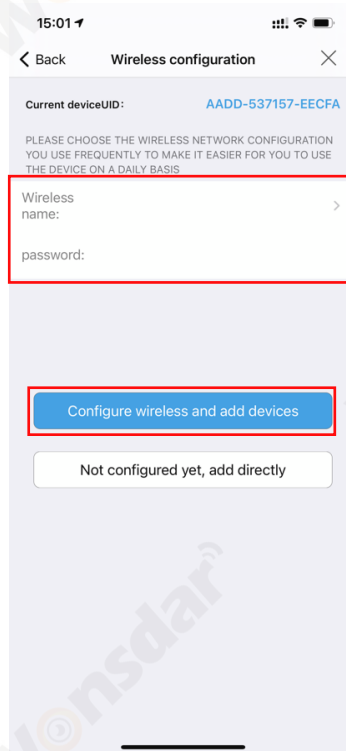 15:01
Back Wireless configuration
Current deviceUID: AADD-537157-EECFA
PLEASE CHOOSE THE WIRELESS NETWORK CONFIGURATION
YOU USE FREQUENTLY TO MAKE IT EASIER FOR YOU TO USE
THE DEVICE ON A DAILY BASIS
Wireless
name:
password:
Configure wireless and add devices
Not configured yet, add directly
Wonsdar